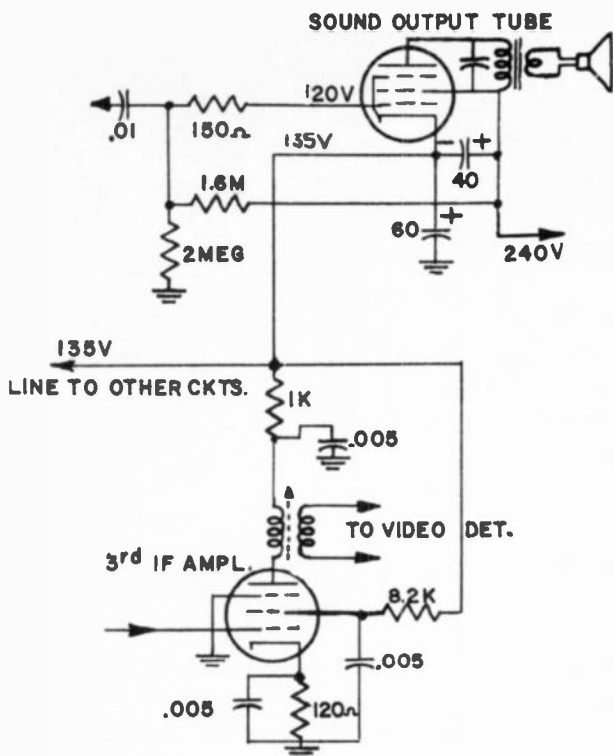 SOUND OUTPUT TUBE
120V
.01
150Ω
135V
- +
40
1.6M
+
60
2MEG
240V
135V
LINE TO OTHER CKTS.
1K
.005
TO VIDEO DET.
3rd IF AMPL.
8.2K
.005
.005
120Ω